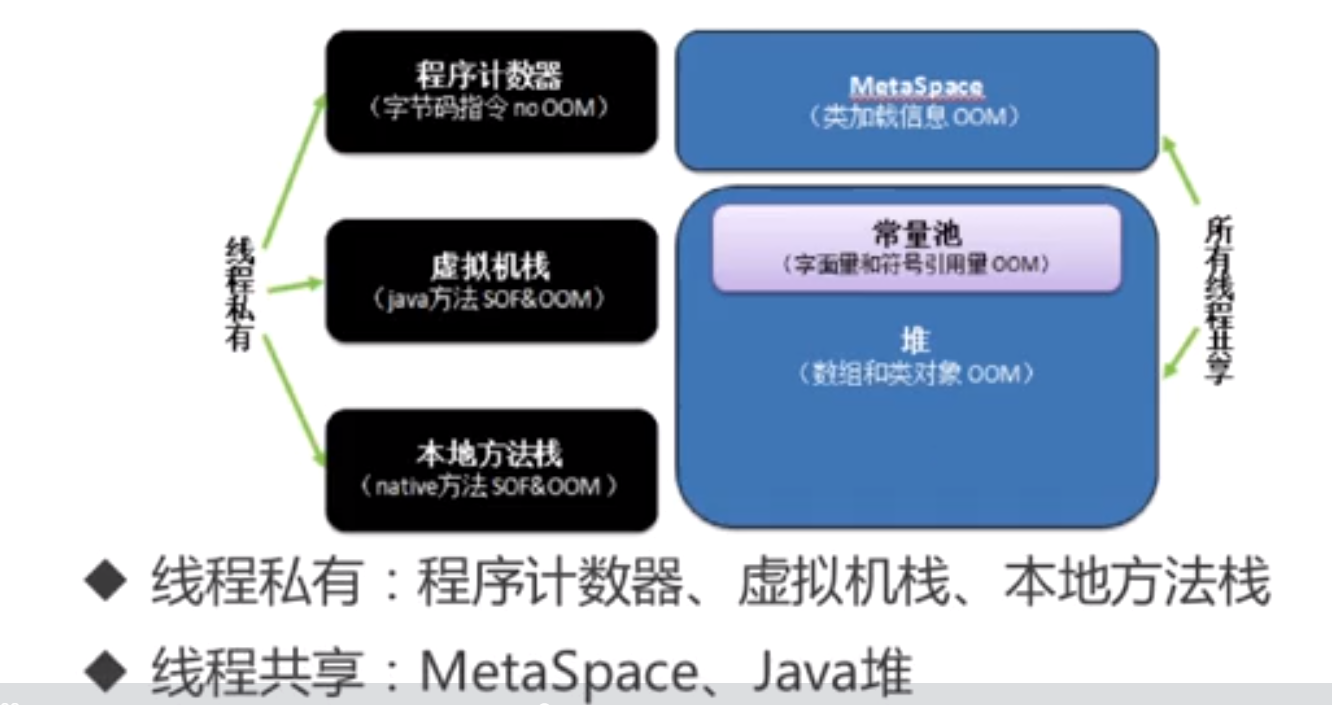 程序计数器
（字节码指令 no OOM）
MetaSpace
（类加载信息 OOM）
线程私有
虚拟机栈
（java方法 SOF&OOM）
常量池
（字面量和符号引用量 OOM）
堆
（数组和类对象 OOM）
所有线程共享
本地方法栈
（native方法 SOF&OOM ）
◆ 线程私有：程序计数器、虚拟机栈、本地方法栈
◆ 线程共享：MetaSpace、Java堆